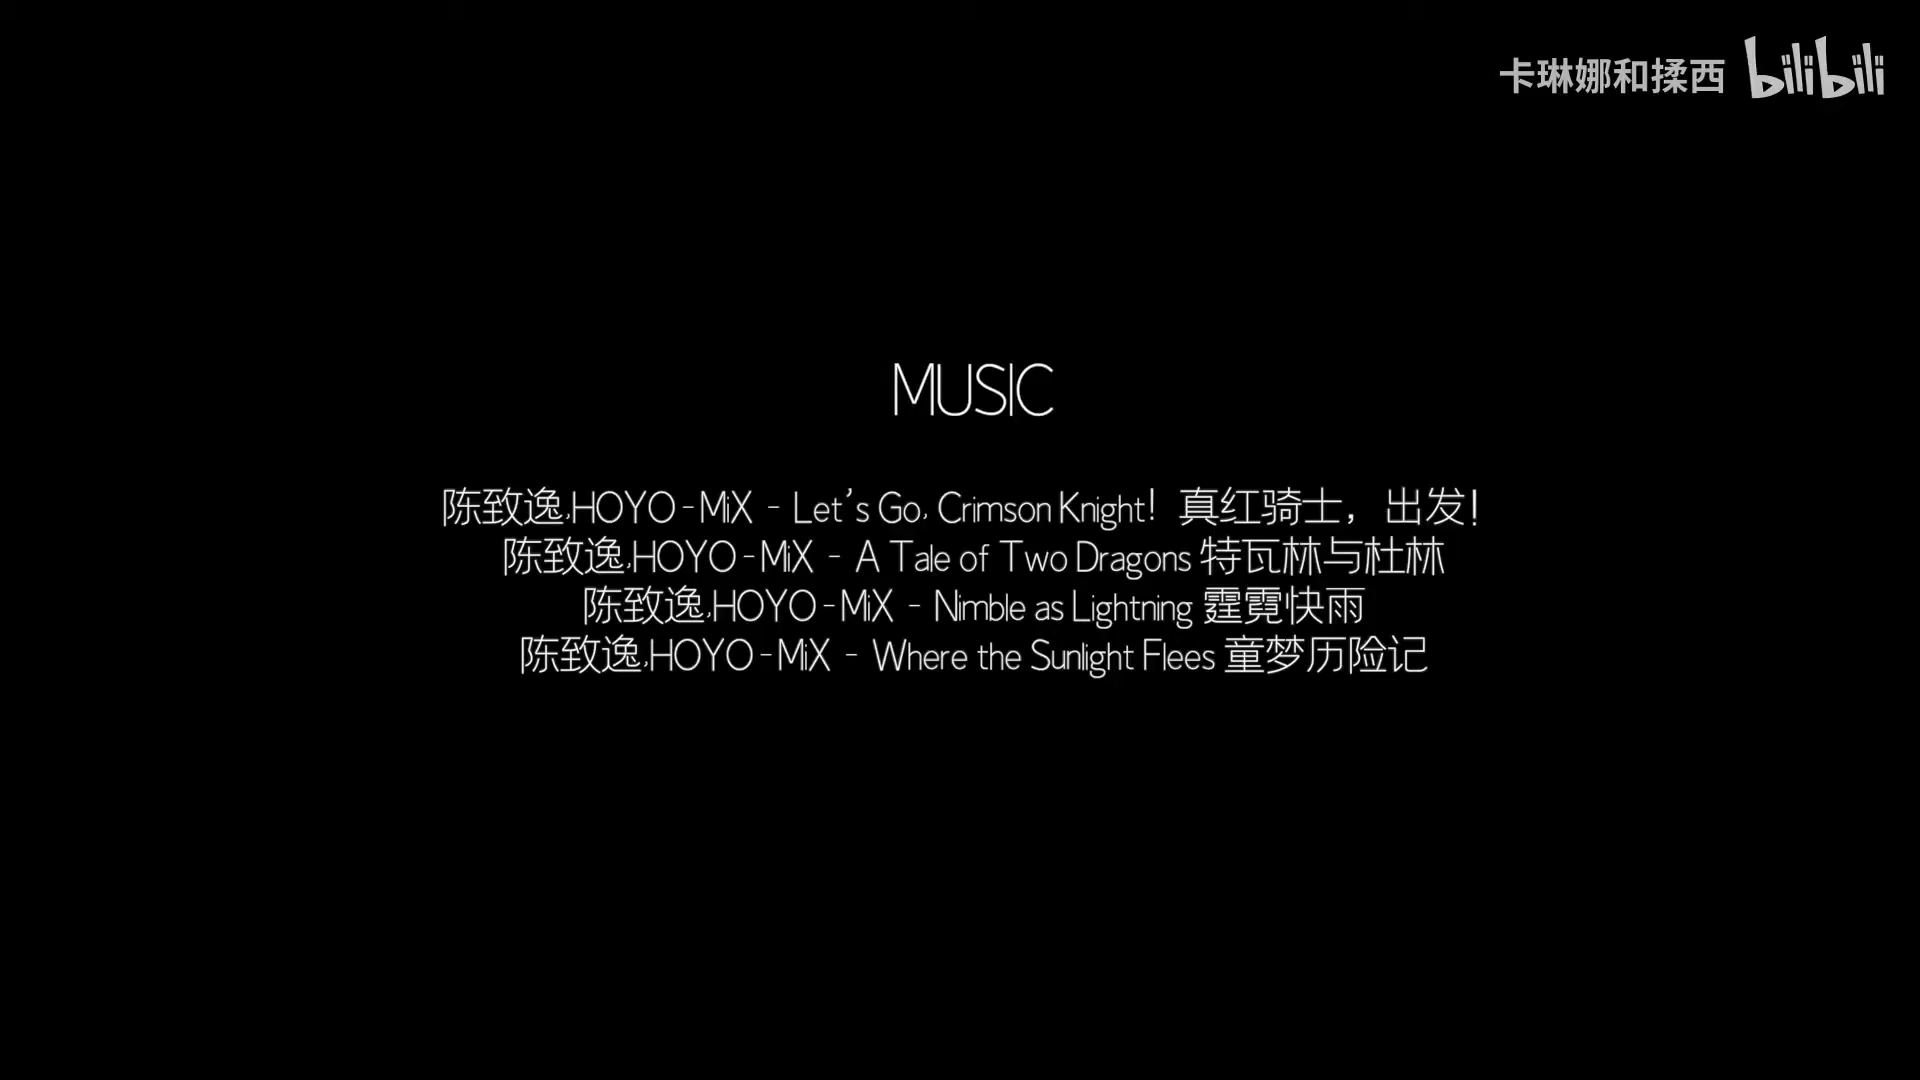 卡琳娜和揉西 bilibili
MUSIC
陈致逸,HOYO-MiX - Let's Go, Crimson Knight! 真红骑士，出发!
陈致逸,HOYO-MiX - A Tale of Two Dragons 特瓦林与杜林
陈致逸,HOYO-MiX - Nimble as Lightning 霆霓快雨
陈致逸,HOYO-MiX - Where the Sunlight Flees 童梦历险记